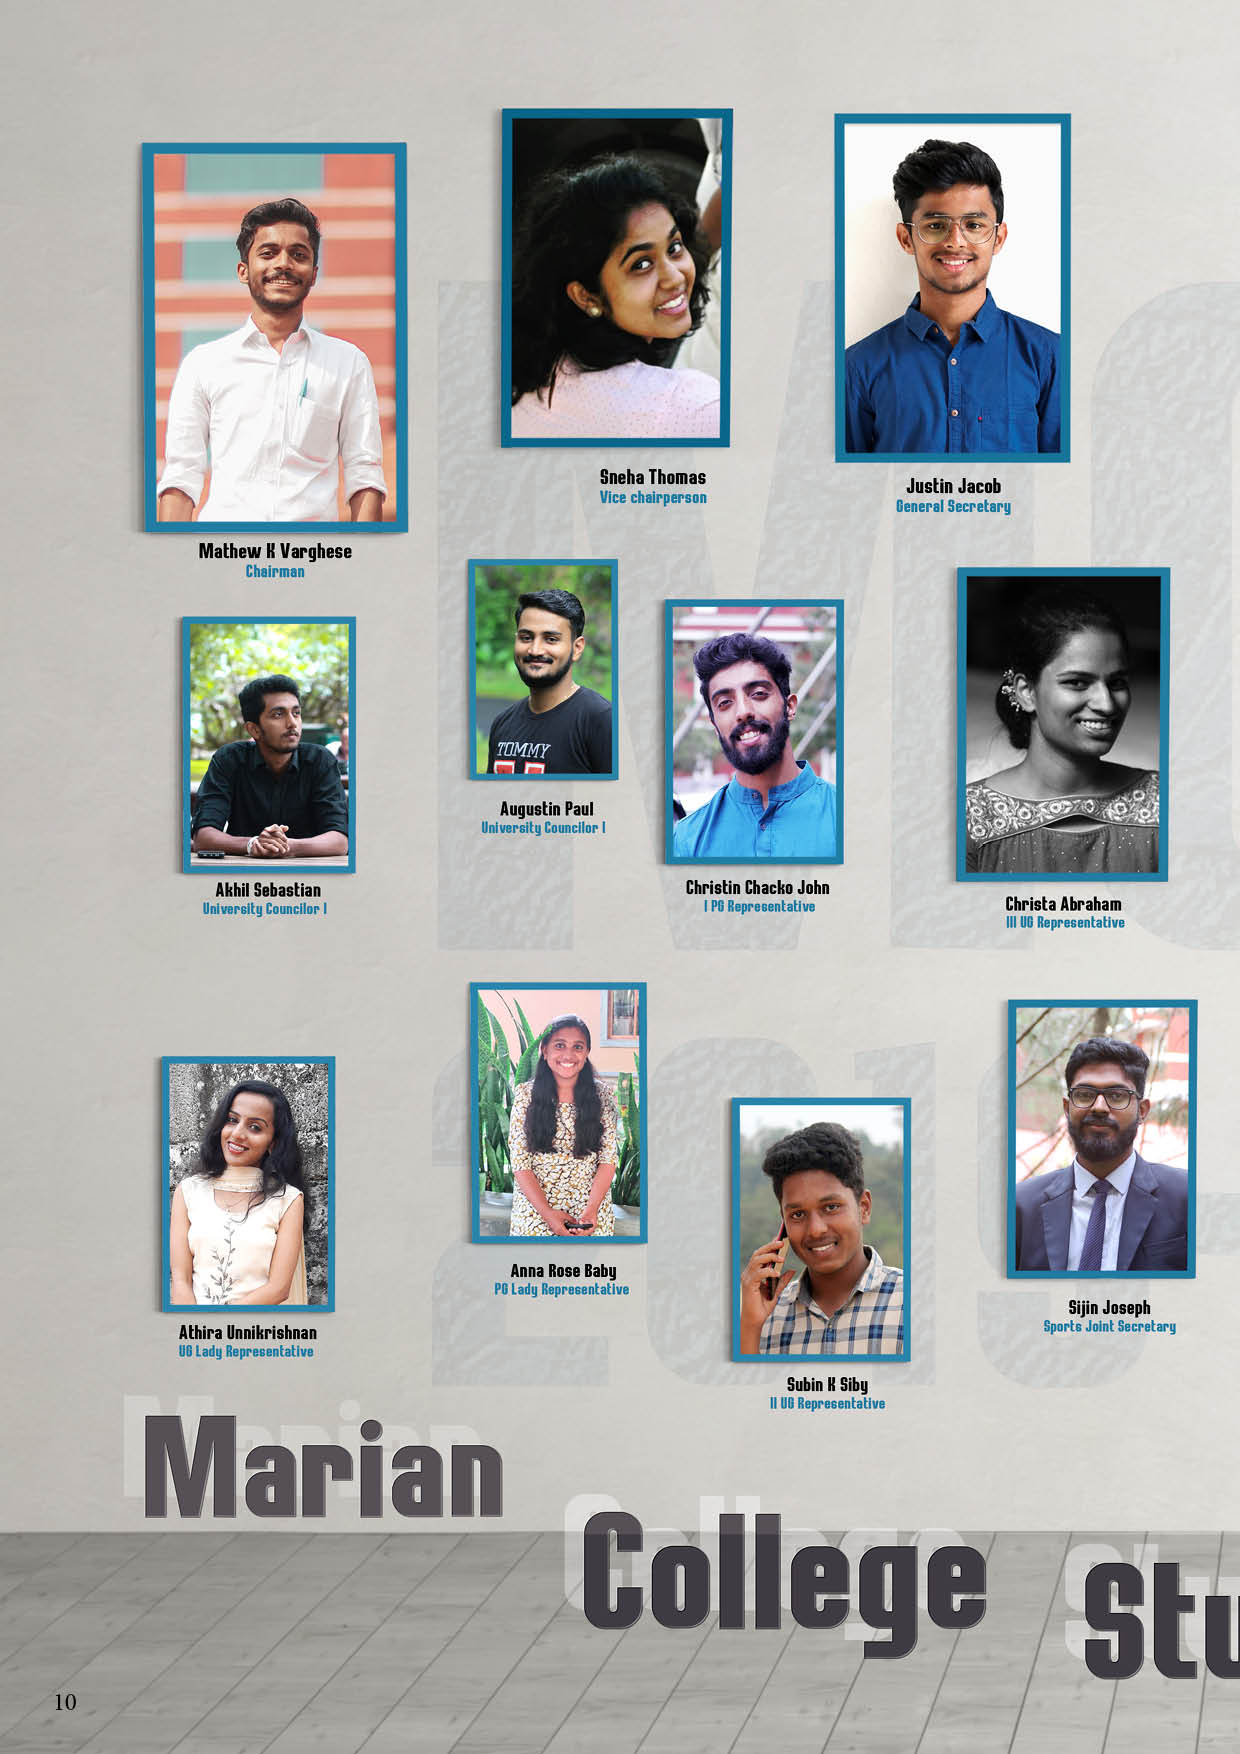 Mathew K Varghese
Chairman
Sneha Thomas
Vice chairperson
Justin Jacob
General Secretary
Akhil Sebastian
University Councilor I
TOMMY
Augustin Paul
University Councilor I
Christin Chacko John
I PG Representative
Christa Abraham
III UG Representative
Athira Unnikrishnan
UG Lady Representative
Anna Rose Baby
PG Lady Representative
Subin K Siby
II UG Representative
Sijin Joseph
Sports Joint Secretary
2019
Marian
College
Stu
10